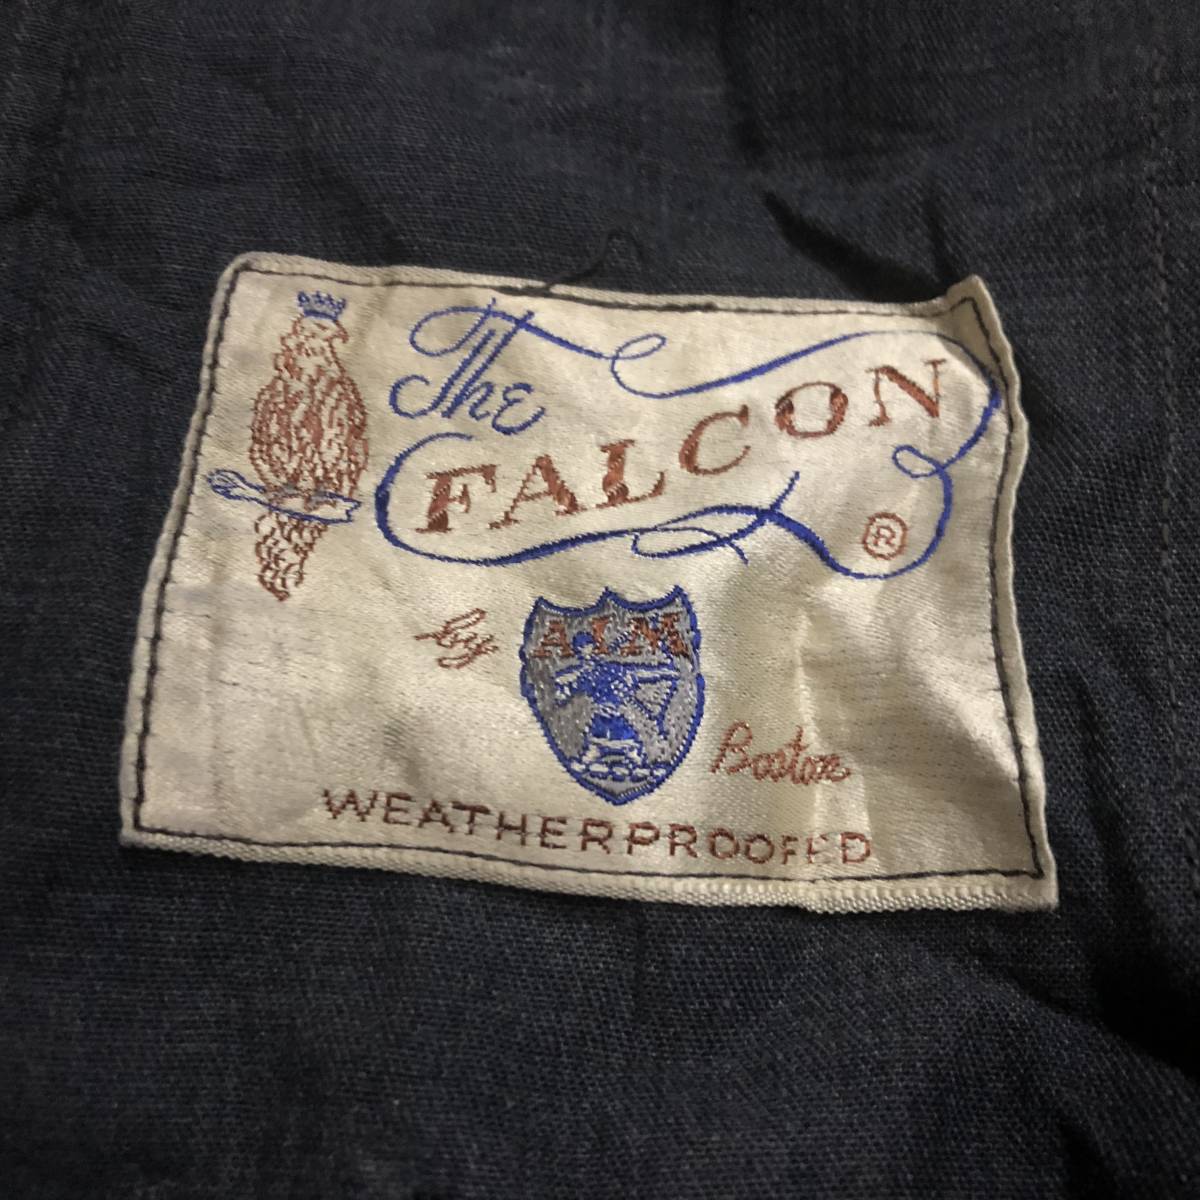 The
FALCON
®
by AIM Boston
WEATHERPROOFED